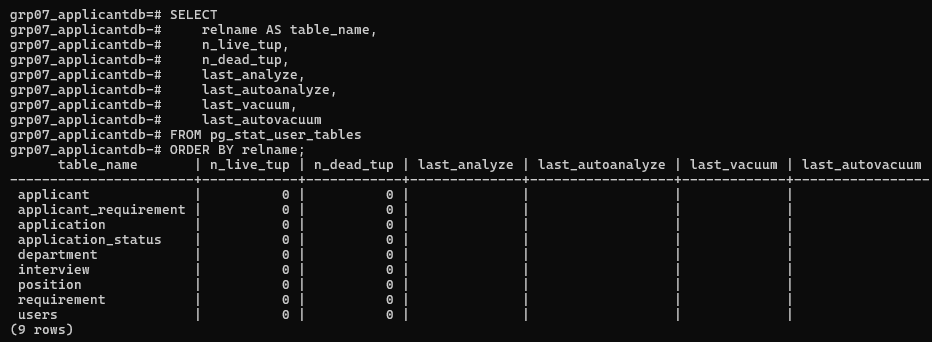 grp07_applicantdb=# SELECT
grp07_applicantdb-#     relname AS table_name,
grp07_applicantdb-#     n_live_tup,
grp07_applicantdb-#     n_dead_tup,
grp07_applicantdb-#     last_analyze,
grp07_applicantdb-#     last_autoanalyze,
grp07_applicantdb-#     last_vacuum,
grp07_applicantdb-#     last_autovacuum
grp07_applicantdb-# FROM pg_stat_user_tables
grp07_applicantdb-# ORDER BY relname;
      table_name       | n_live_tup | n_dead_tup | last_analyze | last_autoanalyze | last_vacuum | last_autovacuum
-----------------------+------------+------------+--------------+------------------+-------------+-----------------
 applicant             |          0 |          0 |              |                  |             |
 applicant_requirement |          0 |          0 |              |                  |             |
 application           |          0 |          0 |              |                  |             |
 application_status    |          0 |          0 |              |                  |             |
 department            |          0 |          0 |              |                  |             |
 interview             |          0 |          0 |              |                  |             |
 position              |          0 |          0 |              |                  |             |
 requirement           |          0 |          0 |              |                  |             |
 users                 |          0 |          0 |              |                  |             |
(9 rows)